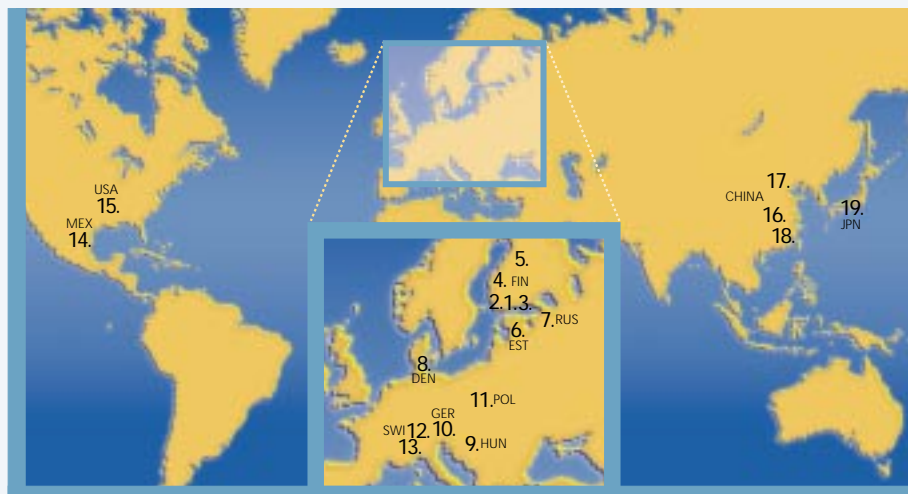 USA
15.
MEX
14.
17.
CHINA
16.
18.
19.
JPN
5.
4. FIN
2. 1. 3.
7. RUS
6.
EST
8.
DEN
11. POL
GER
SWI 12. 10.
13.
9. HUN